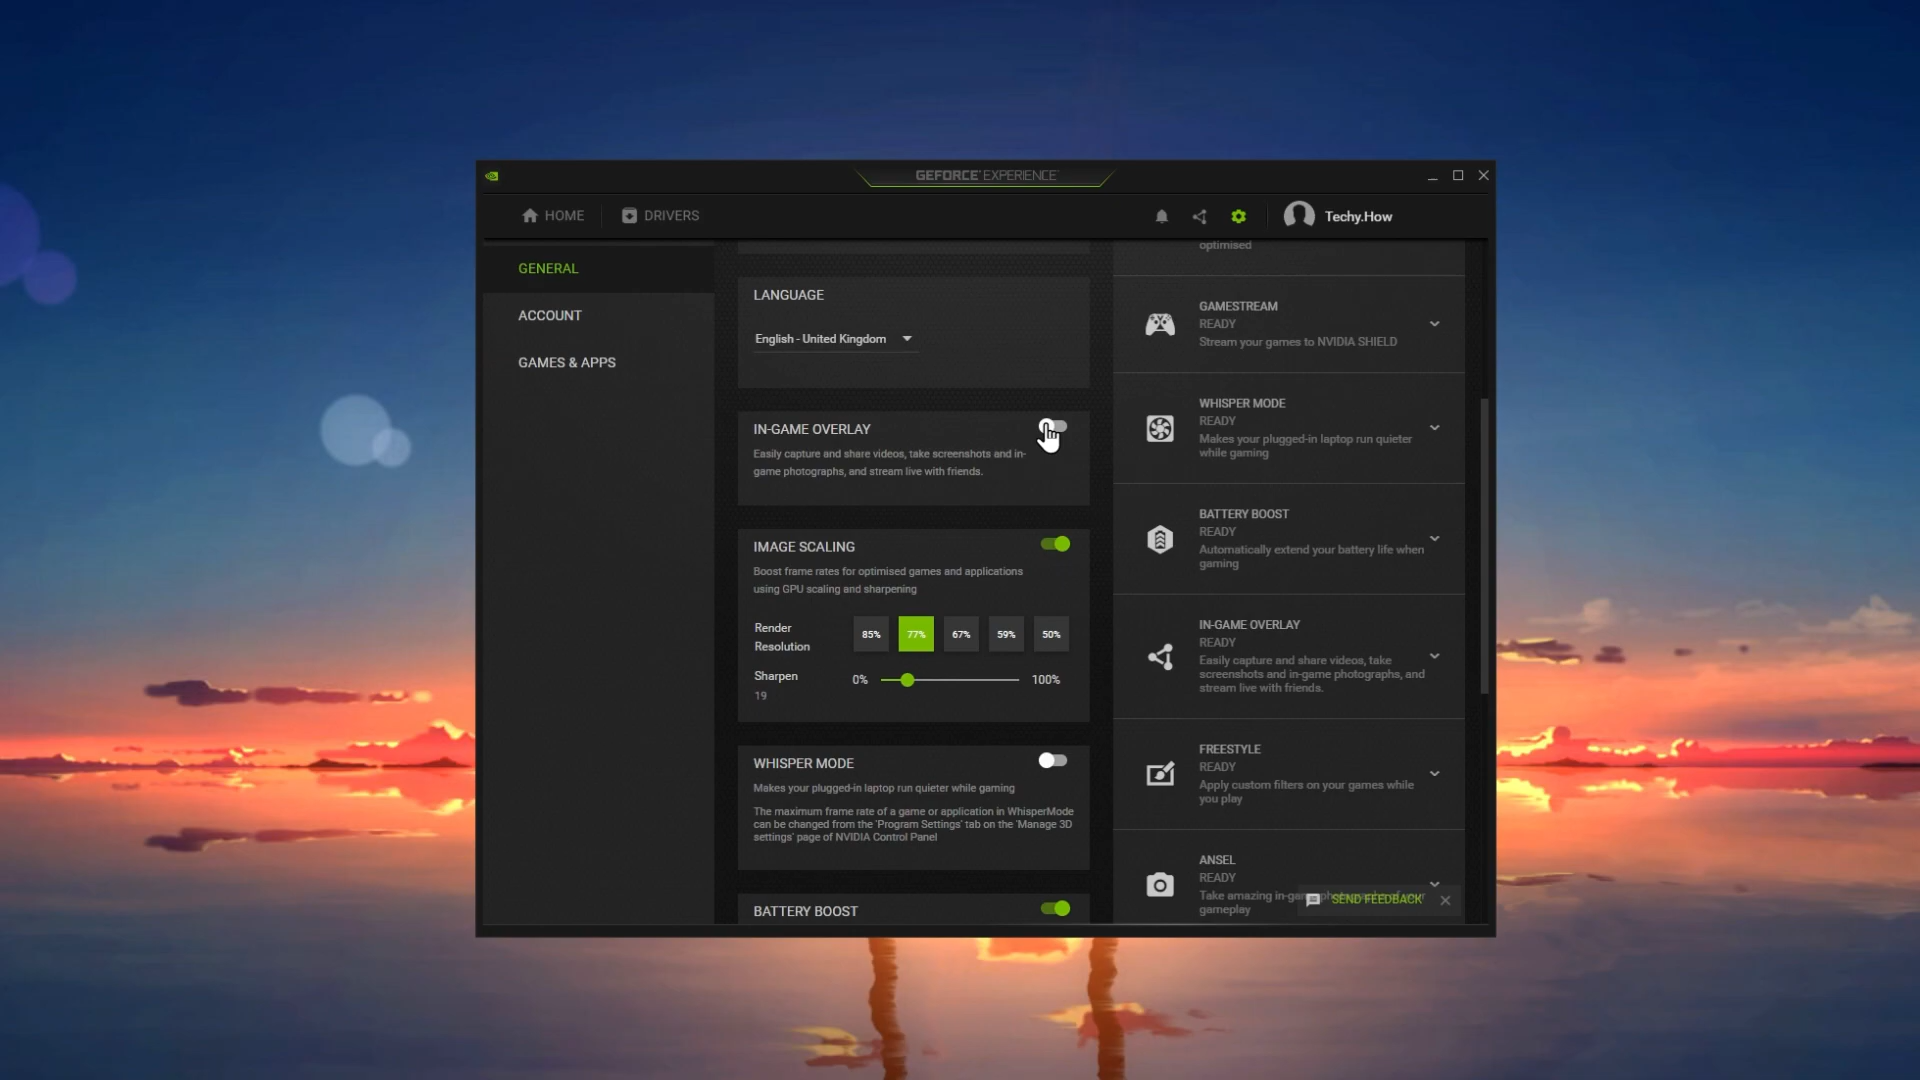 GEFORCE EXPERIENCE
HOME
DRIVERS
Techy.How
GENERAL
ACCOUNT
GAMES & APPS
LANGUAGE
English - United Kingdom
IN-GAME OVERLAY
Easily capture and share videos, take screenshots and in-
game photographs, and stream live with friends.
IMAGE SCALING
Boost frame rates for optimised games and applications
using GPU scaling and sharpening
Render
Resolution
85%
77%
67%
59%
50%
Sharpen
19
0%
100%
WHISPER MODE
Makes your plugged-in laptop run quieter while gaming
The maximum frame rate of a game or application in WhisperMode
can be changed from the 'Program Settings' tab on the 'Manage 3D
settings' page of NVIDIA Control Panel
BATTERY BOOST
optimised
GAMESTREAM
READY
Stream your games to NVIDIA SHIELD
WHISPER MODE
READY
Makes your plugged-in laptop run quieter
while gaming
BATTERY BOOST
READY
Automatically extend your battery life when
gaming
IN-GAME OVERLAY
READY
Easily capture and share videos, take
screenshots and in-game photographs, and
stream live with friends.
FREESTYLE
READY
Apply custom filters on your games while
you play
ANSEL
READY
Take amazing
gameplay
SEND FEEDBACK